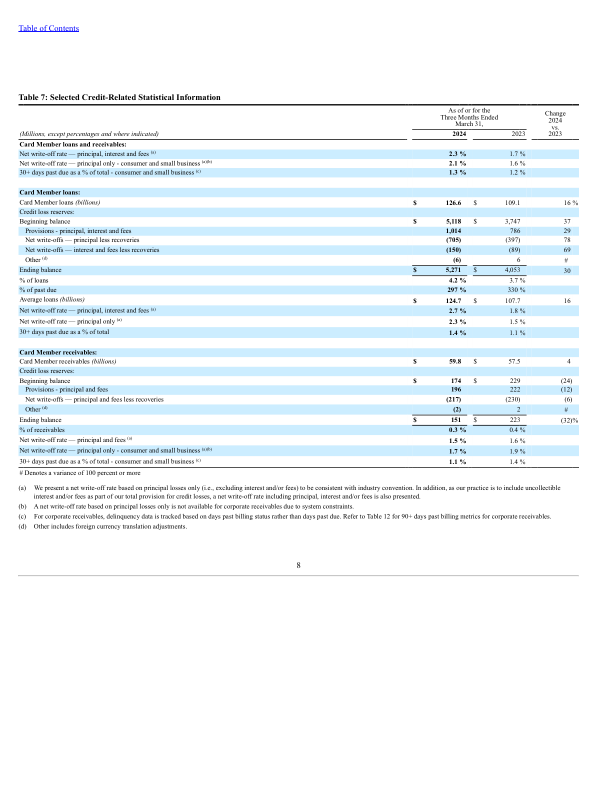 Table of Contents
Table 7: Selected Credit-Related Statistical Information
As of or for the
Three Months Ended
March 31,
Change
2024
vs.
2023
(Millions, except percentages and where indicated) 2024 2023
Card Member loans and receivables:
Net write-off rate — principal, interest and fees (a) 2.3 % 1.7 %
Net write-off rate — principal only - consumer and small business (a)(b) 2.1 % 1.6 %
30+ days past due as a % of total - consumer and small business (c) 1.3 % 1.2 %
Card Member loans:
Card Member loans (billions) $ 126.6 $ 109.1 16 %
Credit loss reserves:
Beginning balance $ 5,118 $ 3,747 37
Provisions - principal, interest and fees 1,014 786 29
Net write-offs — principal less recoveries (705) (397) 78
Net write-offs — interest and fees less recoveries (150) (89) 69
Other (d) (6) 6 #
Ending balance $ 5,271 $ 4,053 30
% of loans 4.2 % 3.7 %
% of past due 297 % 330 %
Average loans (billions) $ 124.7 $ 107.7 16
Net write-off rate — principal, interest and fees (a) 2.7 % 1.8 %
Net write-off rate — principal only (a) 2.3 % 1.5 %
30+ days past due as a % of total 1.4 % 1.1 %
Card Member receivables:
Card Member receivables (billions) $ 59.8 $ 57.5 4
Credit loss reserves:
Beginning balance $ 174 $ 229 (24)
Provisions - principal and fees 196 222 (12)
Net write-offs — principal and fees less recoveries (217) (230) (6)
Other (d) (2) 2 #
Ending balance $ 151 $ 223 (32)%
% of receivables 0.3 % 0.4 %
Net write-off rate — principal and fees (a) 1.5 % 1.6 %
Net write-off rate — principal only - consumer and small business (a)(b) 1.7 % 1.9 %
30+ days past due as a % of total - consumer and small business (c) 1.1 % 1.4 %
# Denotes a variance of 100 percent or more
(a) We present a net write-off rate based on principal losses only (i.e., excluding interest and/or fees) to be consistent with industry convention. In addition, as our practice is to include uncollectible
interest and/or fees as part of our total provision for credit losses, a net write-off rate including principal, interest and/or fees is also presented.
(b) A net write-off rate based on principal losses only is not available for corporate receivables due to system constraints.
(c) For corporate receivables, delinquency data is tracked based on days past billing status rather than days past due. Refer to Table 12 for 90+ days past billing metrics for corporate receivables.
(d) Other includes foreign currency translation adjustments.
8